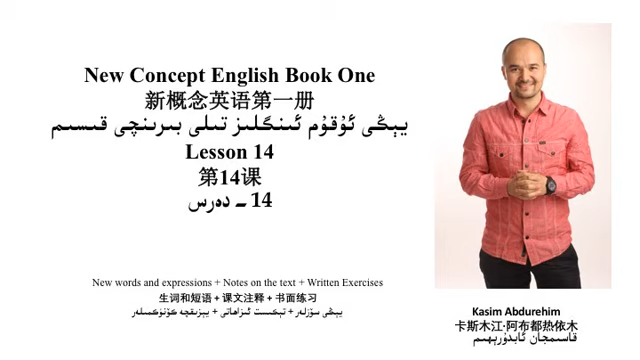 New Concept English Book One
新概念英语第一册
يېڭى ئۇقۇم ئىنگلىز تىلى بىرىنچى قىسىم
Lesson 14
第14课
14 ـ دەرس
New words and expressions + Notes on the text + Written Exercises
生词和短语 + 课文注释 + 书面练习
يېڭى سۆزلەر + تېكىست ئىزاھاتى + يېزىقچە كۆنۈكمىلەر
Kasim Abdurehim
卡斯木江·阿布都热依木
قاسىمجان ئابدۇرېھىم